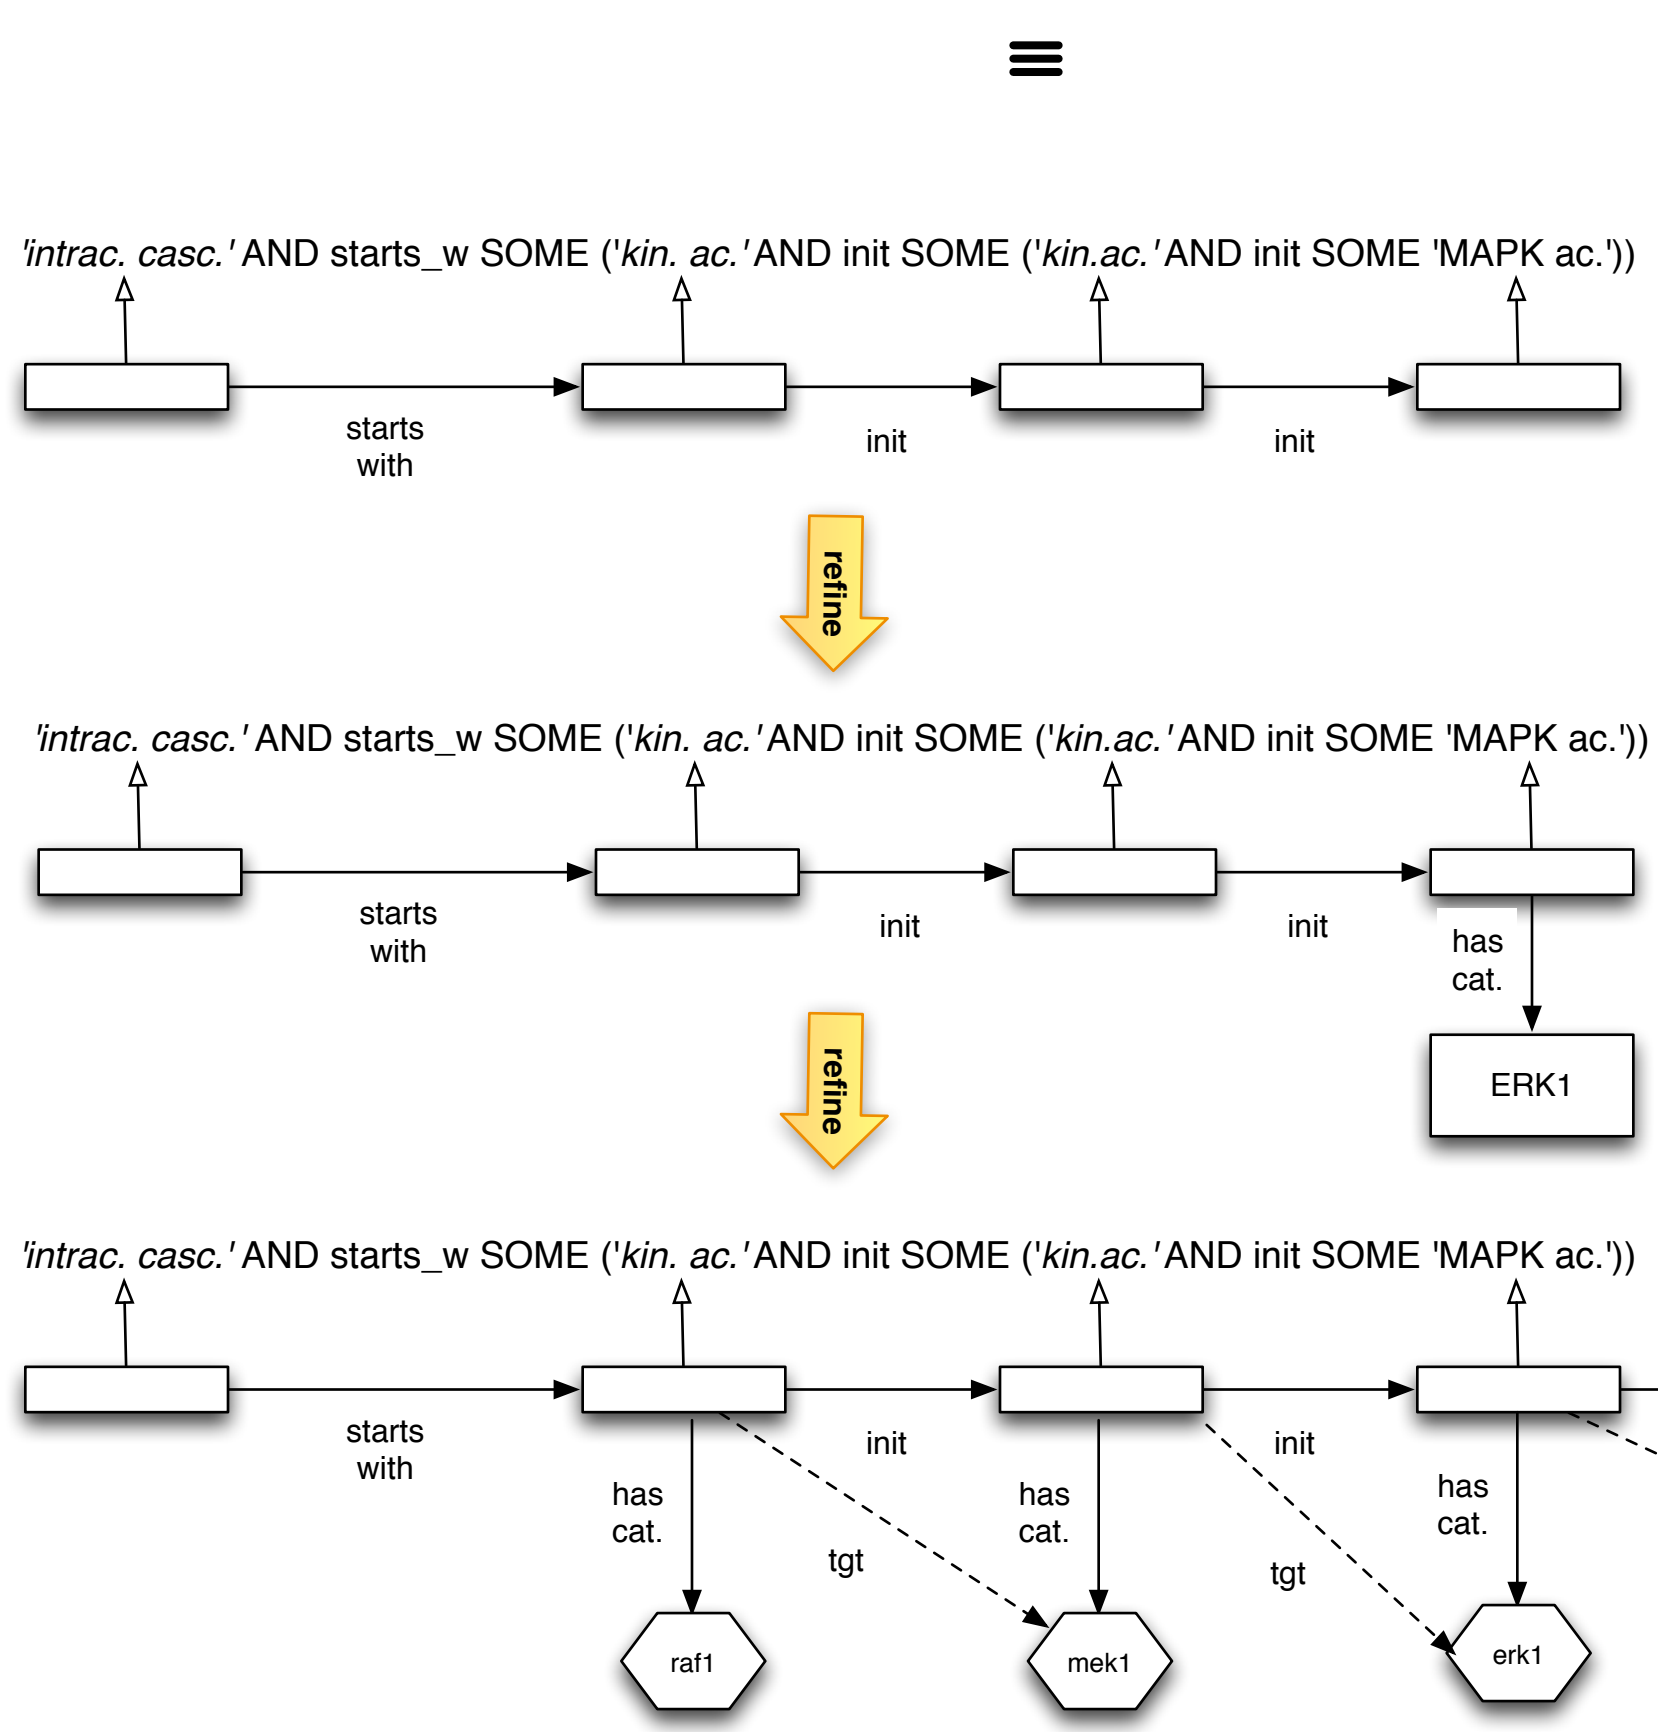 'intrac. casc.' AND starts_w SOME ('kin. ac.' AND init SOME ('kin.ac.' AND init SOME 'MAPK ac.'))
starts
with
init
init
refine
'intrac. casc.' AND starts_w SOME ('kin. ac.' AND init SOME ('kin.ac.' AND init SOME 'MAPK ac.'))
starts
with
init
init
has
cat.
ERK1
refine
'intrac. casc.' AND starts_w SOME ('kin. ac.' AND init SOME ('kin.ac.' AND init SOME 'MAPK ac.'))
starts
with
init
init
has
cat.
has
cat.
has
cat.
tgt
tgt
raf1
mek1
erk1